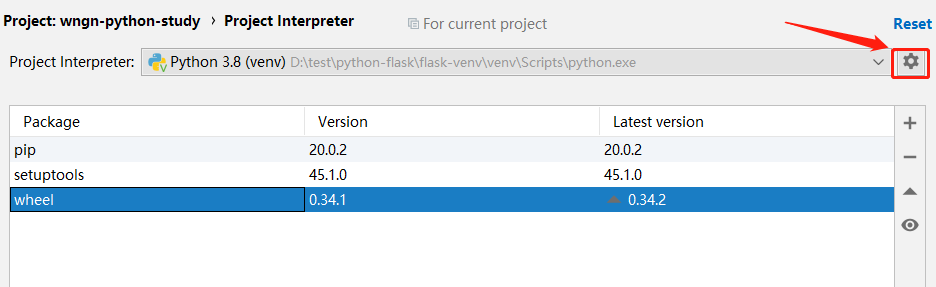 Project: wngn-python-study › Project Interpreter For current project Reset
Project Interpreter: Python 3.8 (venv) D:\test\python-flask\flask-venv\venv\Scripts\python.exe
Package Version Latest version
pip 20.0.2 20.0.2
setuptools 45.1.0 45.1.0
wheel 0.34.1 0.34.2